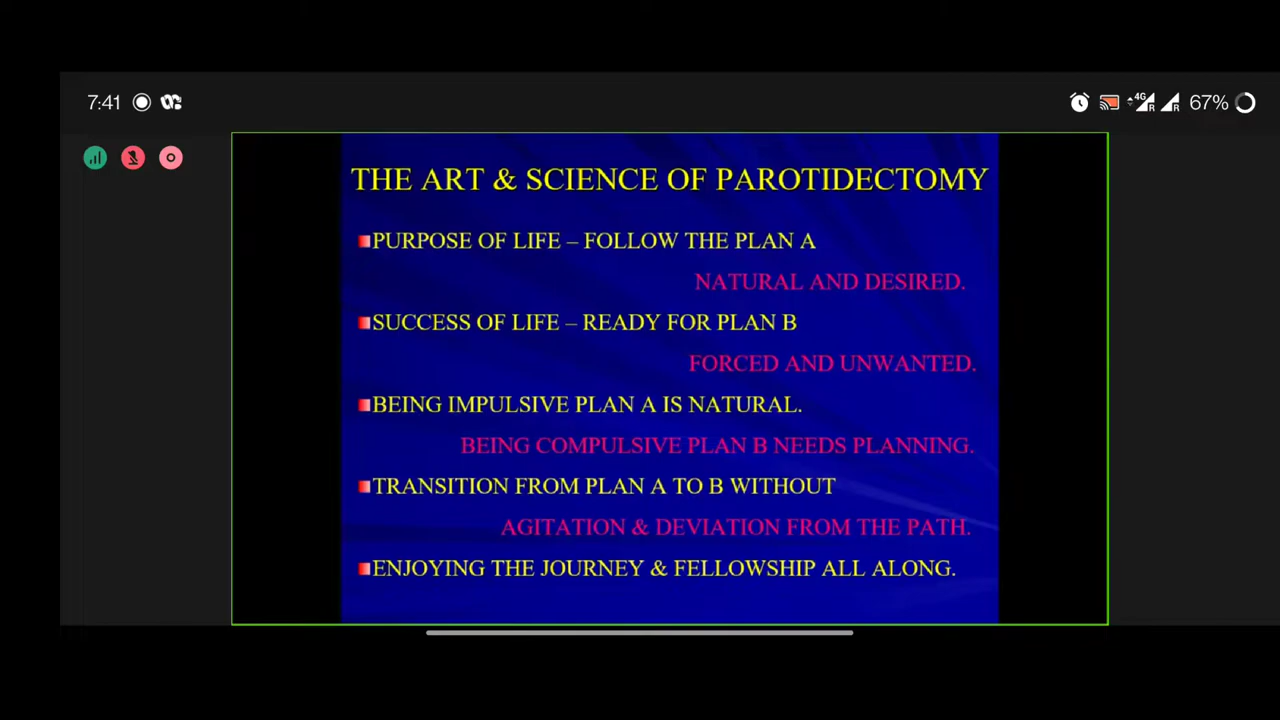 7:41
4G
R
R
67%
THE ART & SCIENCE OF PAROTIDECTOMY
PURPOSE OF LIFE – FOLLOW THE PLAN A
NATURAL AND DESIRED.
SUCCESS OF LIFE – READY FOR PLAN B
FORCED AND UNWANTED.
BEING IMPULSIVE PLAN A IS NATURAL.
BEING COMPULSIVE PLAN B NEEDS PLANNING.
TRANSITION FROM PLAN A TO B WITHOUT
AGITATION & DEVIATION FROM THE PATH.
ENJOYING THE JOURNEY & FELLOWSHIP ALL ALONG.